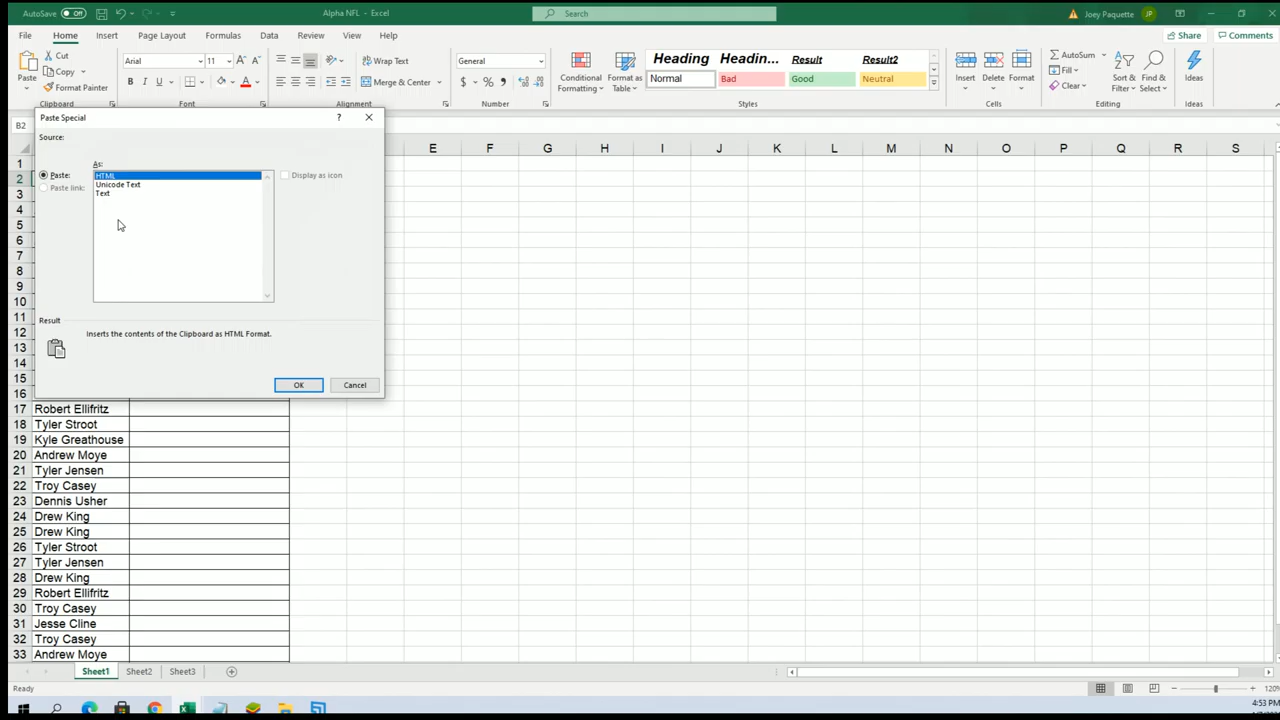 AutoSave Off
Alpha NFL - Excel
Search
Joey Paquette JP
File Home Insert Page Layout Formulas Data Review View Help
Share Comments
Paste
Cut
Copy
Format Painter
Clipboard
Arial 11
B I U
Font
Wrap Text
Merge & Center
Alignment
General
$ % 9
Number
Conditional Formatting
Format as Table
Heading Headin... Result Result2
Normal Bad Good Neutral
Styles
Insert Delete Format
Cells
AutoSum
Fill
Clear
Sort & Filter
Find & Select
Editing
Ideas
Ideas
B2
Paste Special ?
Source:
As:
Paste:
Paste link:
HTML
Unicode Text
Text
Display as icon
Result
Inserts the contents of the Clipboard as HTML Format.
OK Cancel
E F G H I J K L M N O P Q R S
1
2
3
4
5
6
7
8
9
10
11
12
13
14
15
16
17 Robert Ellifritz
18 Tyler Stroot
19 Kyle Greathouse
20 Andrew Moye
21 Tyler Jensen
22 Troy Casey
23 Dennis Usher
24 Drew King
25 Drew King
26 Tyler Stroot
27 Tyler Jensen
28 Drew King
29 Robert Ellifritz
30 Troy Casey
31 Jesse Cline
32 Troy Casey
33 Andrew Moye
Sheet1 Sheet2 Sheet3
Ready
120%
4:53 PM